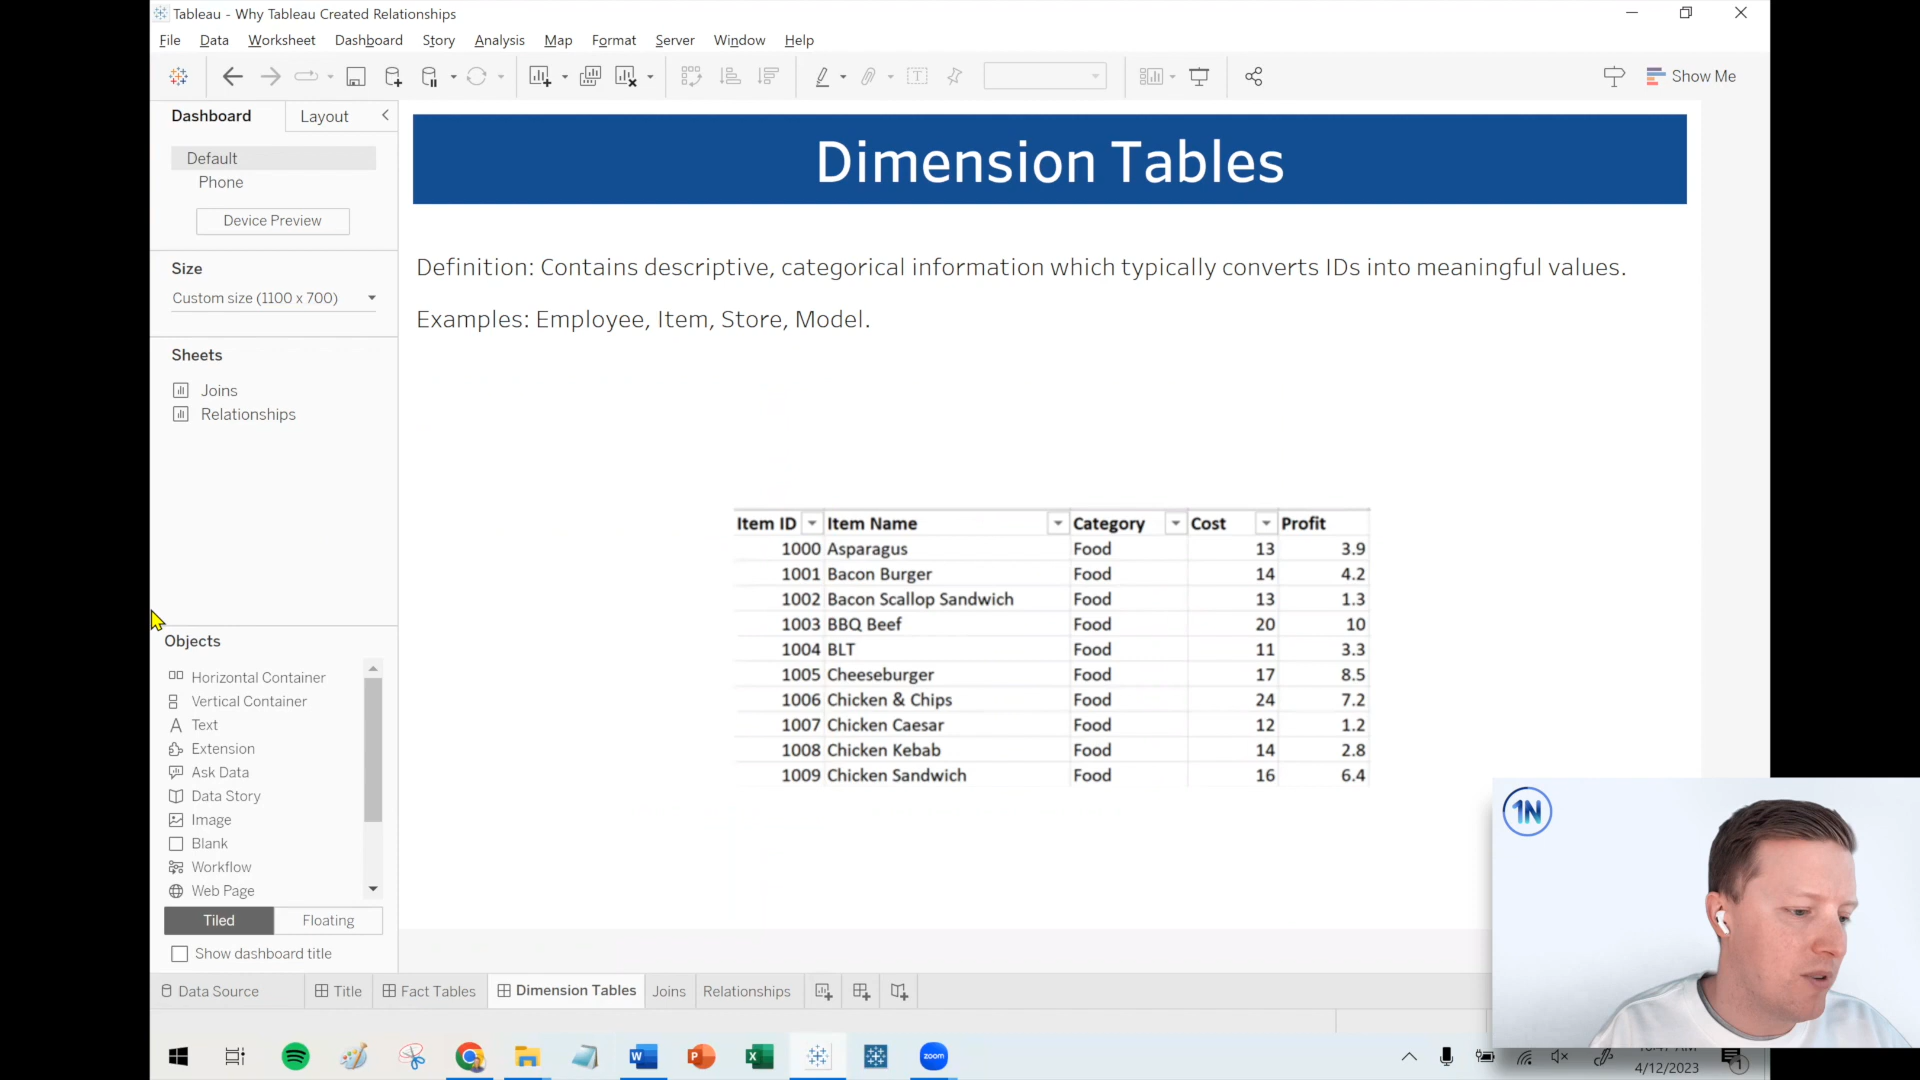 Tableau - Why Tableau Created Relationships
File Data Worksheet Dashboard Story Analysis Map Format Server Window Help
Show Me
Dashboard Layout
Default
Phone
Device Preview
Size
Custom size (1100 x 700)
Sheets
Joins
Relationships
Objects
Horizontal Container
Vertical Container
Text
Extension
Ask Data
Data Story
Image
Blank
Workflow
Web Page
Tiled Floating
Show dashboard title
Dimension Tables
Definition: Contains descriptive, categorical information which typically converts IDs into meaningful values.
Examples: Employee, Item, Store, Model.
Item ID Item Name Category Cost Profit
1000 Asparagus Food 13 3.9
1001 Bacon Burger Food 14 4.2
1002 Bacon Scallop Sandwich Food 13 1.3
1003 BBQ Beef Food 20 10
1004 BLT Food 11 3.3
1005 Cheeseburger Food 17 8.5
1006 Chicken & Chips Food 24 7.2
1007 Chicken Caesar Food 12 1.2
1008 Chicken Kebab Food 14 2.8
1009 Chicken Sandwich Food 16 6.4
1N
Data Source Title Fact Tables Dimension Tables Joins Relationships
zoom
4/12/2023
1